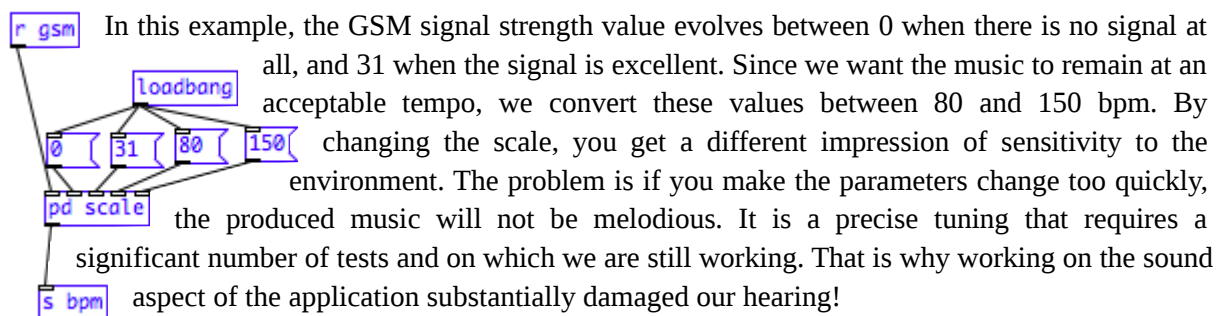 r gsm In this example, the GSM signal strength value evolves between 0 when there is no signal at
all, and 31 when the signal is excellent. Since we want the music to remain at an
loadbang
acceptable tempo, we convert these values between 80 and 150 bpm. By
0 31 80 150 changing the scale, you get a different impression of sensitivity to the
environment. The problem is if you make the parameters change too quickly,
pd scale the produced music will not be melodious. It is a precise tuning that requires a
significant number of tests and on which we are still working. That is why working on the sound
s bpm aspect of the application substantially damaged our hearing!